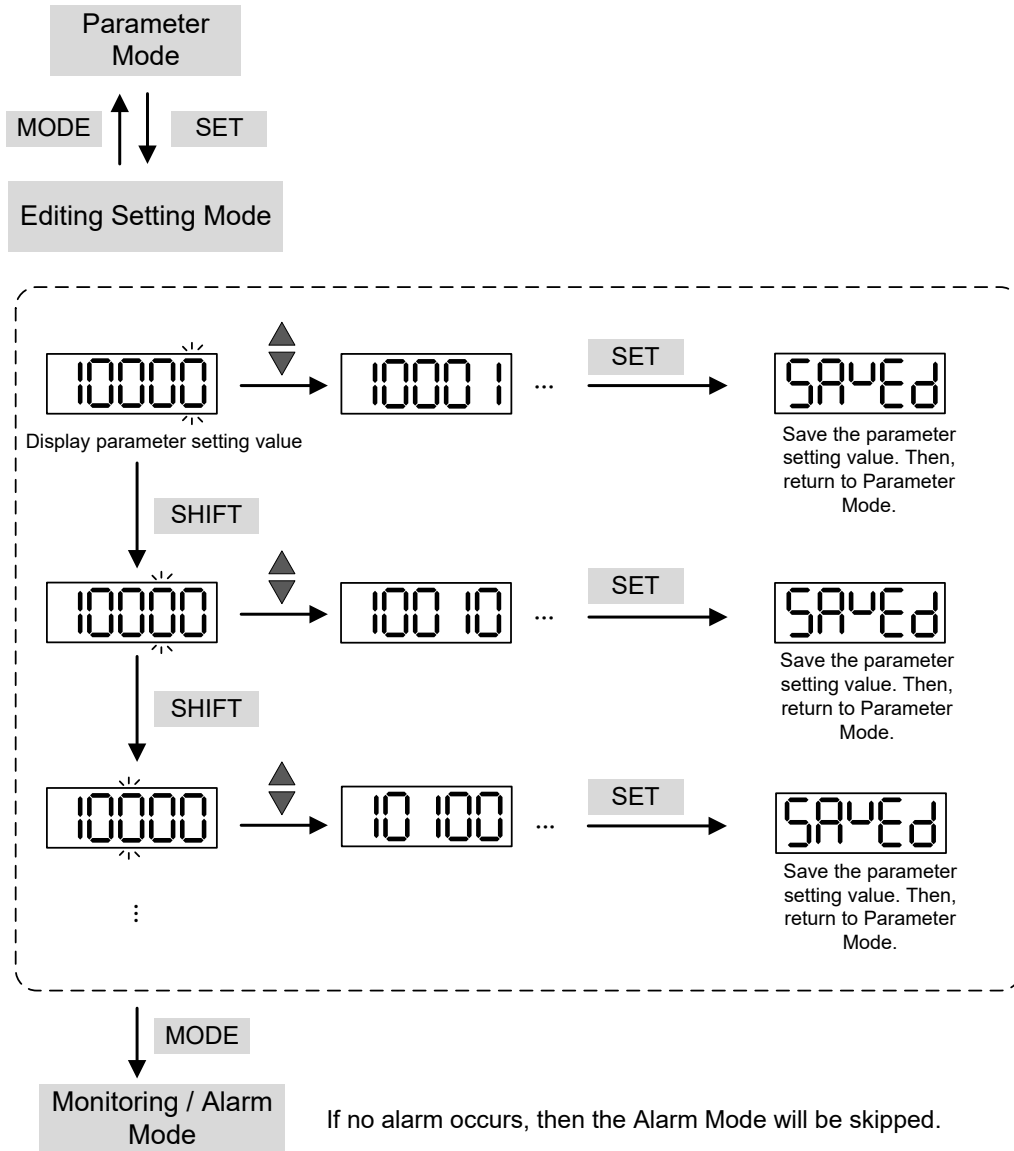 Parameter
Mode
MODE
SET
Editing Setting Mode
10000
10001
...
SET
SAVEd
Display parameter setting value
Save the parameter
setting value. Then,
return to Parameter
Mode.
SHIFT
10000
10010
...
SET
SAVEd
Save the parameter
setting value. Then,
return to Parameter
Mode.
SHIFT
10000
10100
...
SET
SAVEd
Save the parameter
setting value. Then,
return to Parameter
Mode.
⋮
MODE
Monitoring / Alarm
Mode
If no alarm occurs, then the Alarm Mode will be skipped.